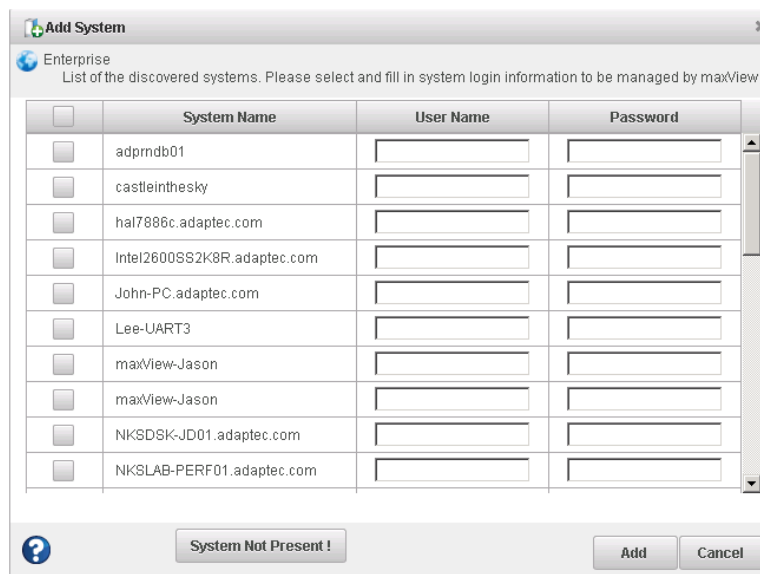 Add System
Enterprise
List of the discovered systems. Please select and fill in system login information to be managed by maxView
System Name User Name Password
adprndb01
castleinthesky
hal7886c.adaptec.com
Intel2600SS2K8R.adaptec.com
John-PC.adaptec.com
Lee-UART3
maxView-Jason
maxView-Jason
NKSDSK-JD01.adaptec.com
NKSLAB-PERF01.adaptec.com
System Not Present !
Add Cancel